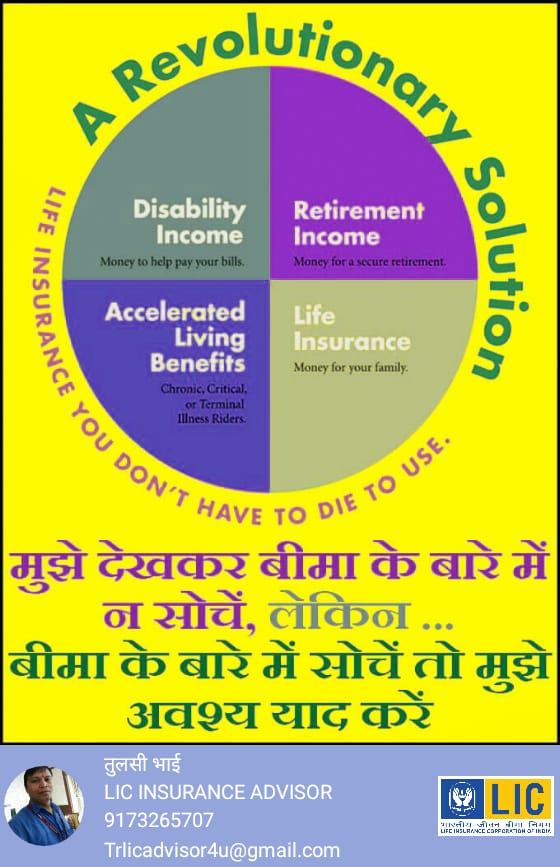 A Revolutionary Solution
Disability
Income
Money to help pay your bills.
Retirement
Income
Money for a secure retirement.
Accelerated
Living
Benefits
Chronic, Critical,
or Terminal
Illness Riders.
Life
Insurance
Money for your family.
LIFE INSURANCE YOU DON'T HAVE TO DIE TO USE.
मुझे देखकर बीमा के बारे में
न सोचें, लेकिन ...
बीमा के बारे में सोचें तो मुझे
अवश्य याद करें
तुलसी भाई
LIC INSURANCE ADVISOR
9173265707
Trlicadvisor4u@gmail.com
LIC
भारतीय जीवन बीमा निगम
LIFE INSURANCE CORPORATION OF INDIA